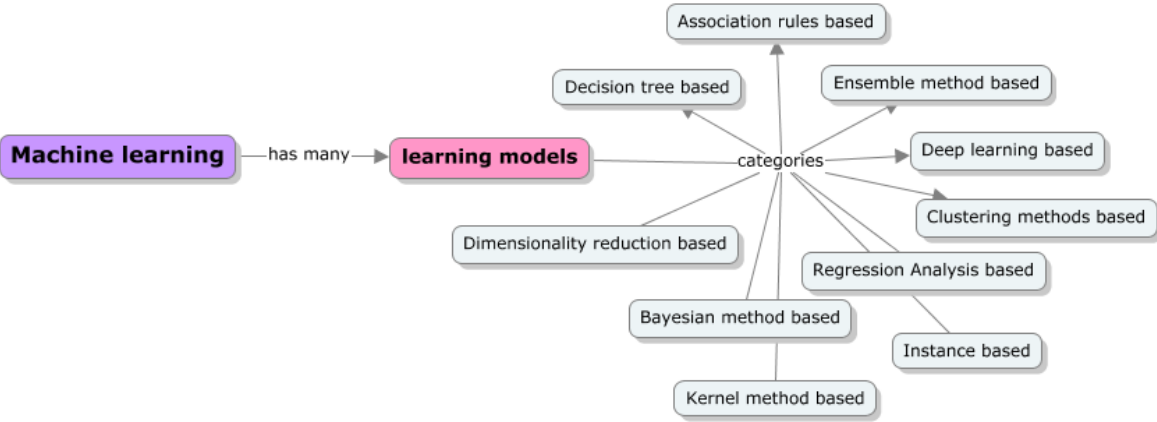 Association rules based
Decision tree based
Ensemble method based
Machine learning
has many
learning models
categories
Deep learning based
Clustering methods based
Dimensionality reduction based
Regression Analysis based
Bayesian method based
Instance based
Kernel method based